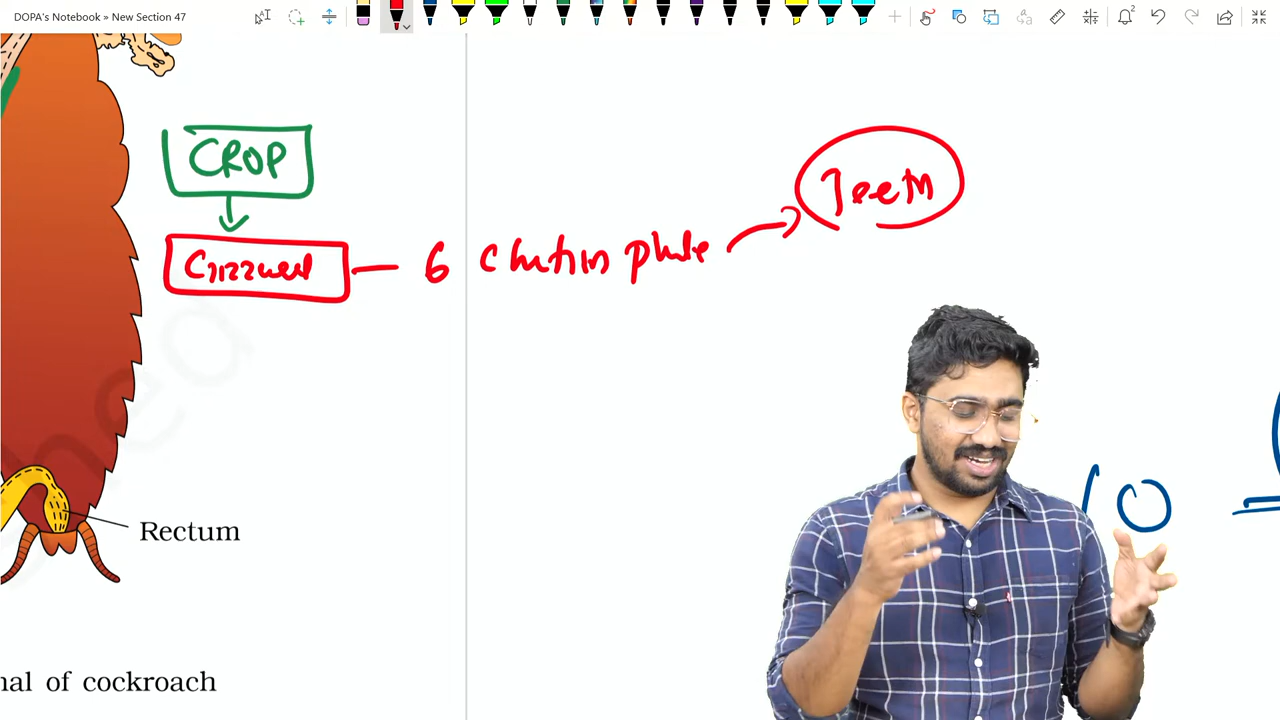 DOPA's Notebook » New Section 47
CROP
Gizzard — 6 Chitin plate
Teeth
10
Rectum
nal of cockroach